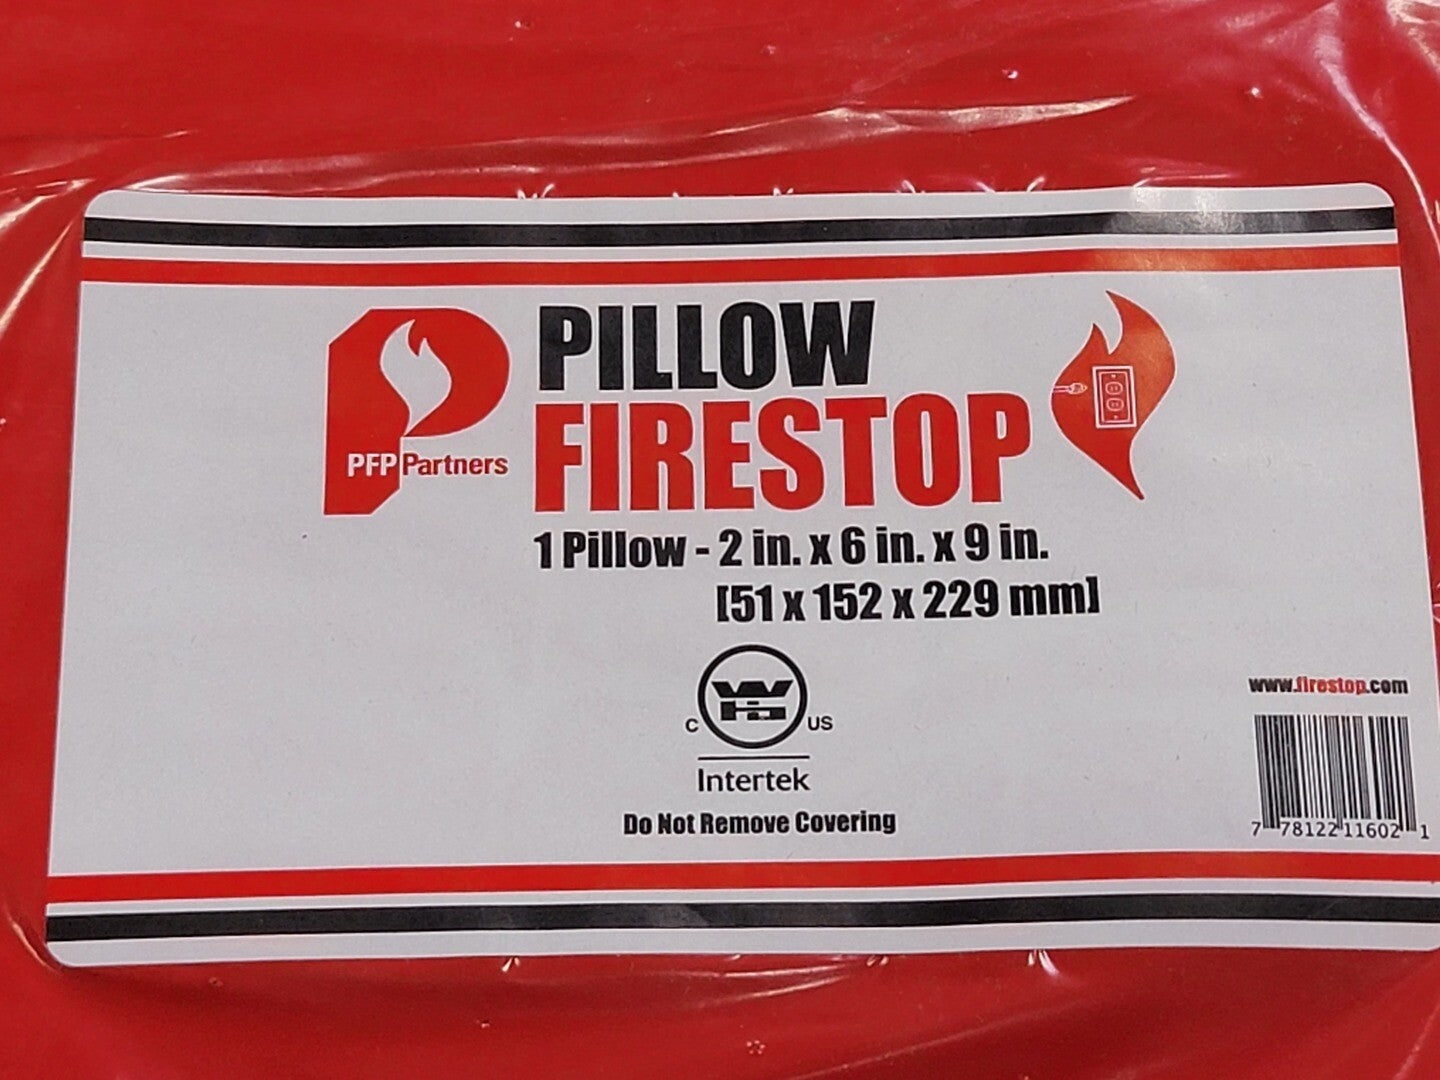 PILLOW
FIRESTOP
PFP Partners
1 Pillow - 2 in. x 6 in. x 9 in.
[51 x 152 x 229 mm]
WH
C US
Intertek
Do Not Remove Covering
www.firestop.com
7 78122 11602 1